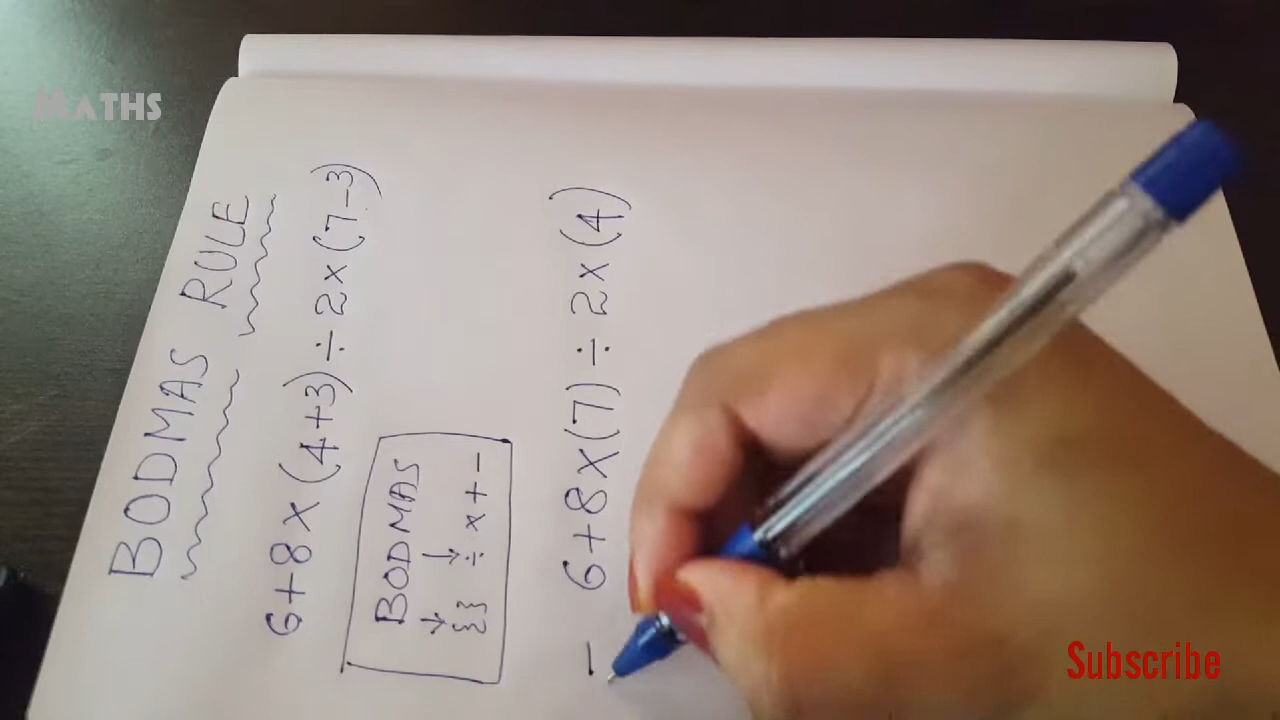 MATHS
BODMAS RULE
6+8×(4+3)÷2×(7-3)
BODMAS
↓ ↓
{} ÷ × + -
- 6+8×(7)÷2×(4)
Subscribe